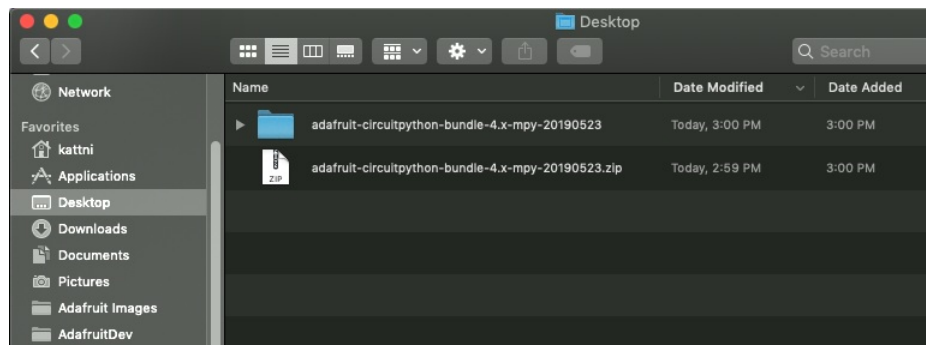 Desktop
Search
Network
Favorites
kattni
Applications
Desktop
Downloads
Documents
Pictures
Adafruit Images
AdafruitDev
Name Date Modified Date Added
adafruit-circuitpython-bundle-4.x-mpy-20190523 Today, 3:00 PM 3:00 PM
ZIP adafruit-circuitpython-bundle-4.x-mpy-20190523.zip Today, 2:59 PM 3:00 PM